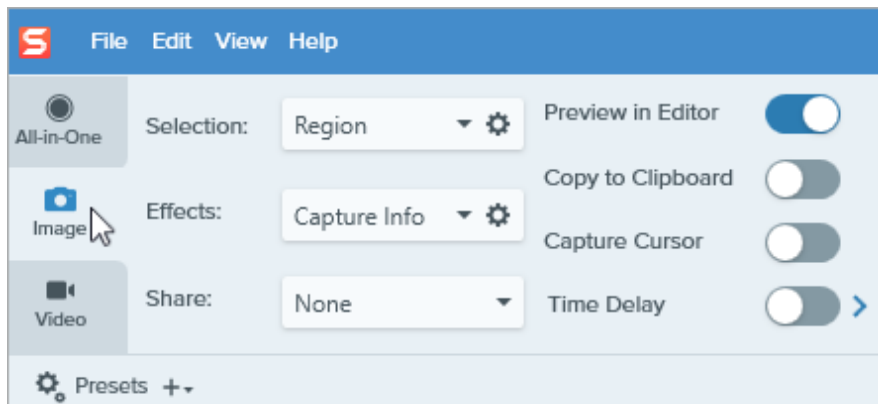 S File Edit View Help
All-in-One
Image
Video
Selection: Region
Effects: Capture Info
Share: None
Preview in Editor
Copy to Clipboard
Capture Cursor
Time Delay
Presets +